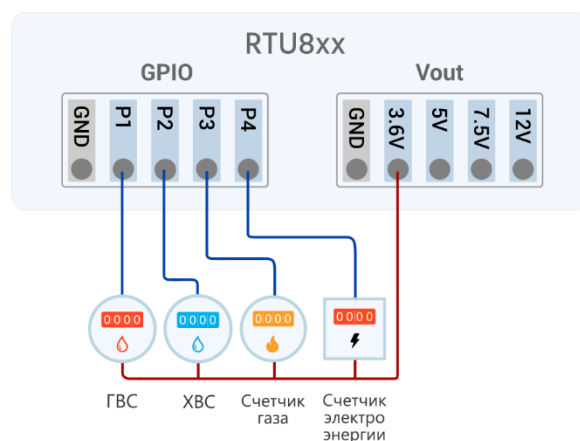 RTU8xx
GPIO
Vout
GND P1 P2 P3 P4
GND 3.6V 5V 7.5V 12V
0000 0000 0000 0000
ГВС
ХВС
Счетчик
газа
Счетчик
электро
энергии